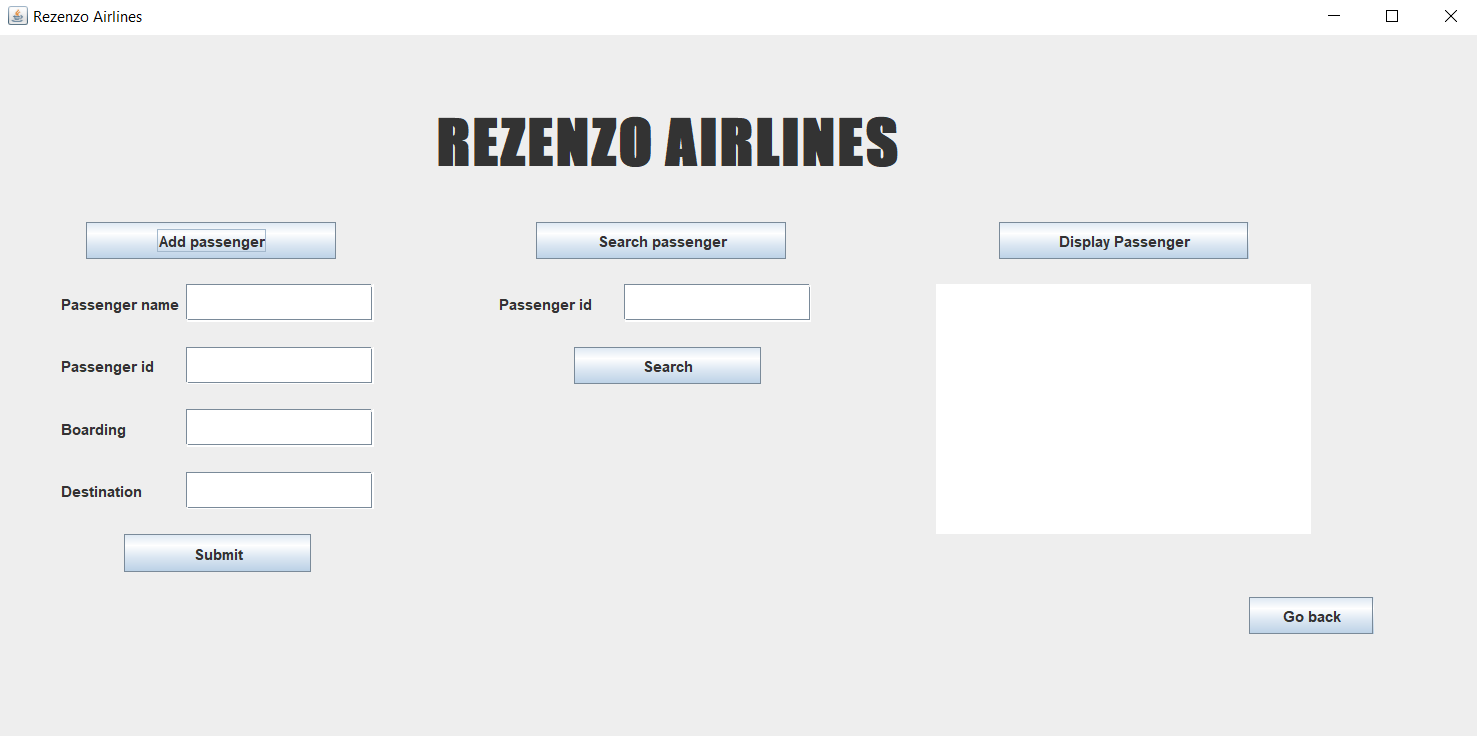 Rezenzo Airlines
REZENZO AIRLINES
Add passenger
Search passenger
Display Passenger
Passenger name
Passenger id
Passenger id
Search
Boarding
Destination
Submit
Go back